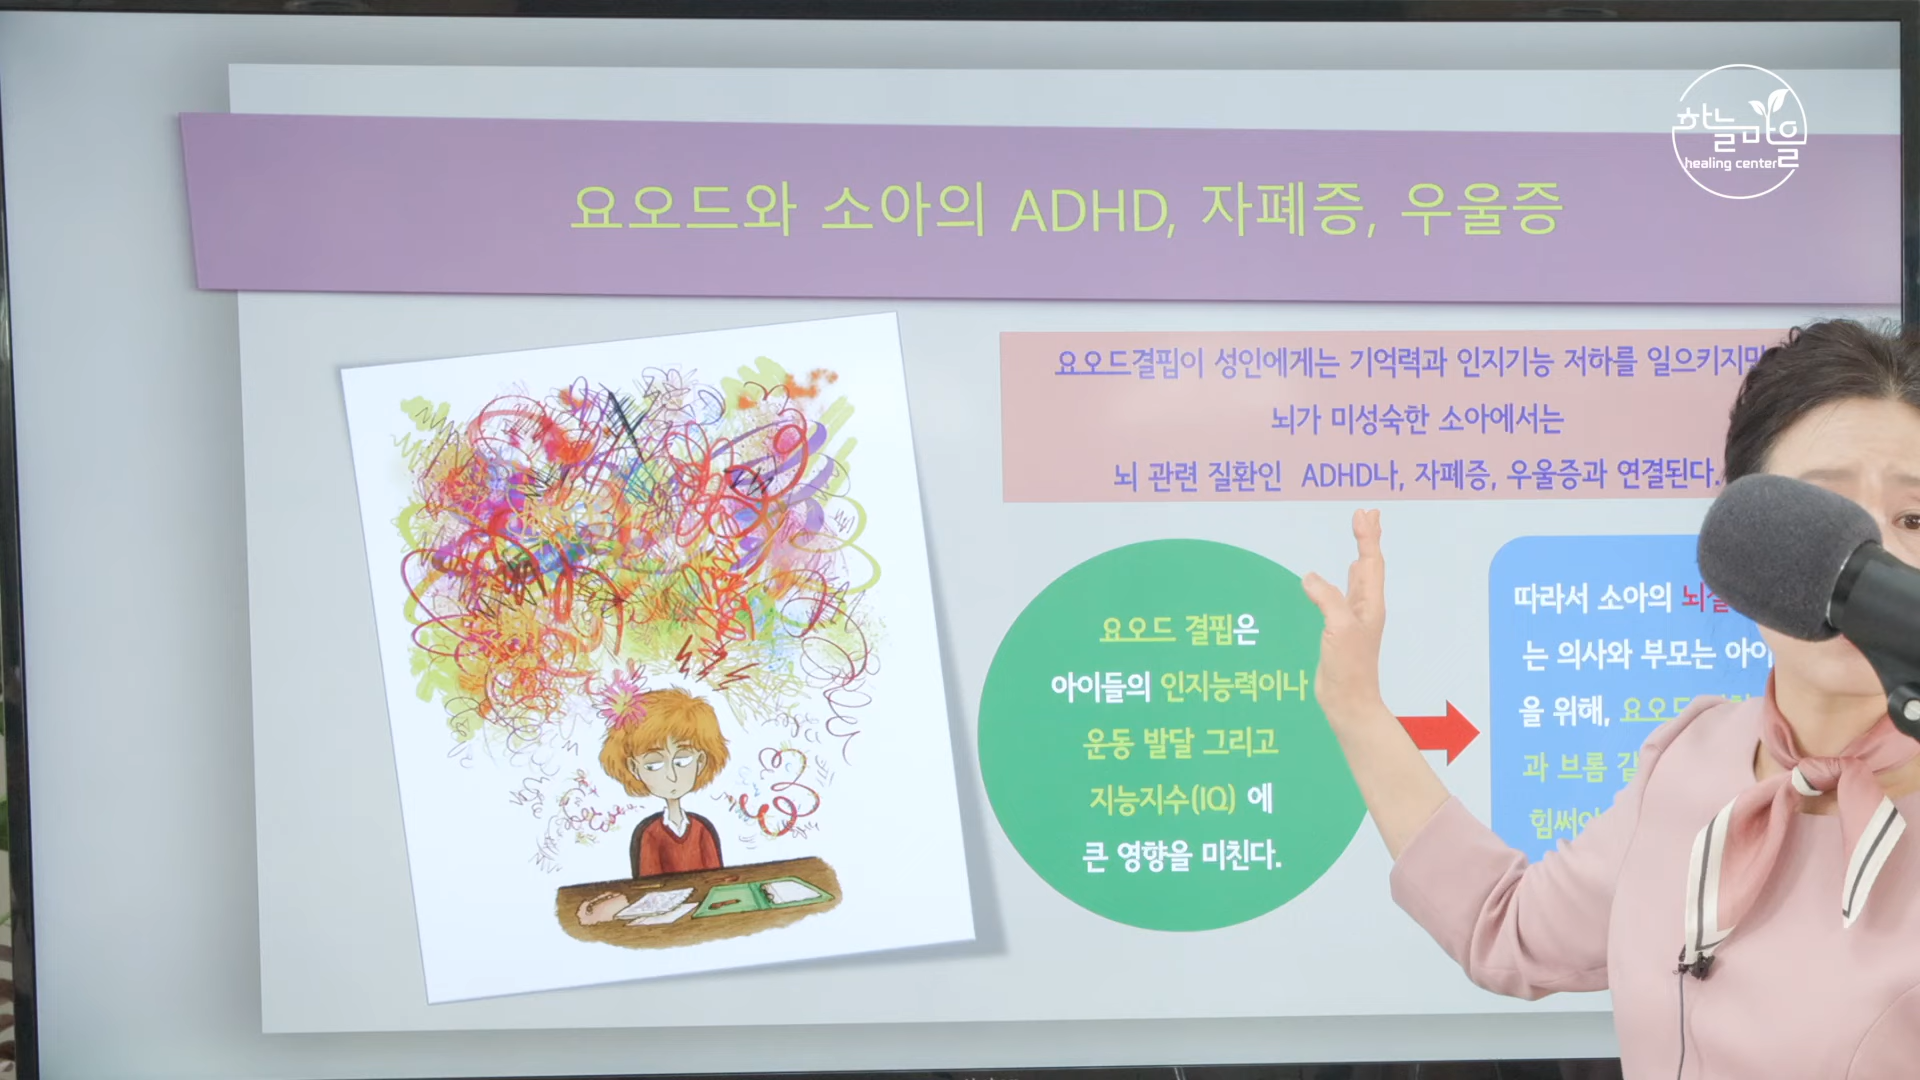 하늘마을
healing center
요오드와 소아의 ADHD, 자폐증, 우울증
요오드결핍이 성인에게는 기억력과 인지기능 저하를 일으키지만
뇌가 미성숙한 소아에서는
뇌 관련 질환인 ADHD나, 자폐증, 우울증과 연결된다.
요오드 결핍은
아이들의 인지능력이나
운동 발달 그리고
지능지수(IQ) 에
큰 영향을 미친다.
따라서 소아의
는 의사와 부모는
을 위해, 요오드
과 브롬